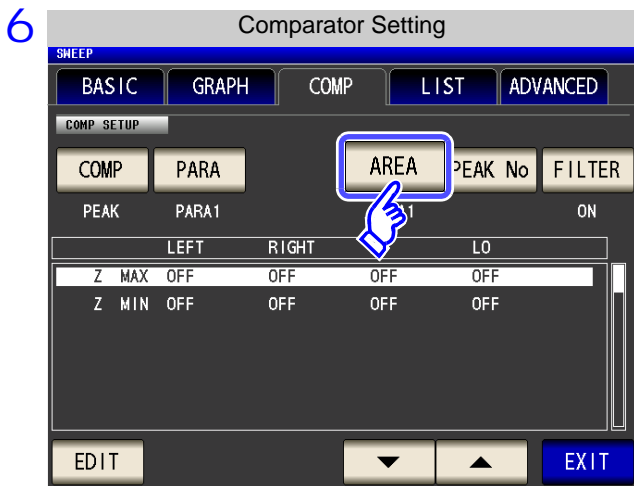 6
Comparator Setting
SWEEP
BASIC GRAPH COMP LIST ADVANCED
COMP SETUP
COMP PARA AREA PEAK No FILTER
PEAK PARA1 1 ON
LEFT RIGHT LO
Z MAX OFF OFF OFF OFF
Z MIN OFF OFF OFF OFF
EDIT EXIT